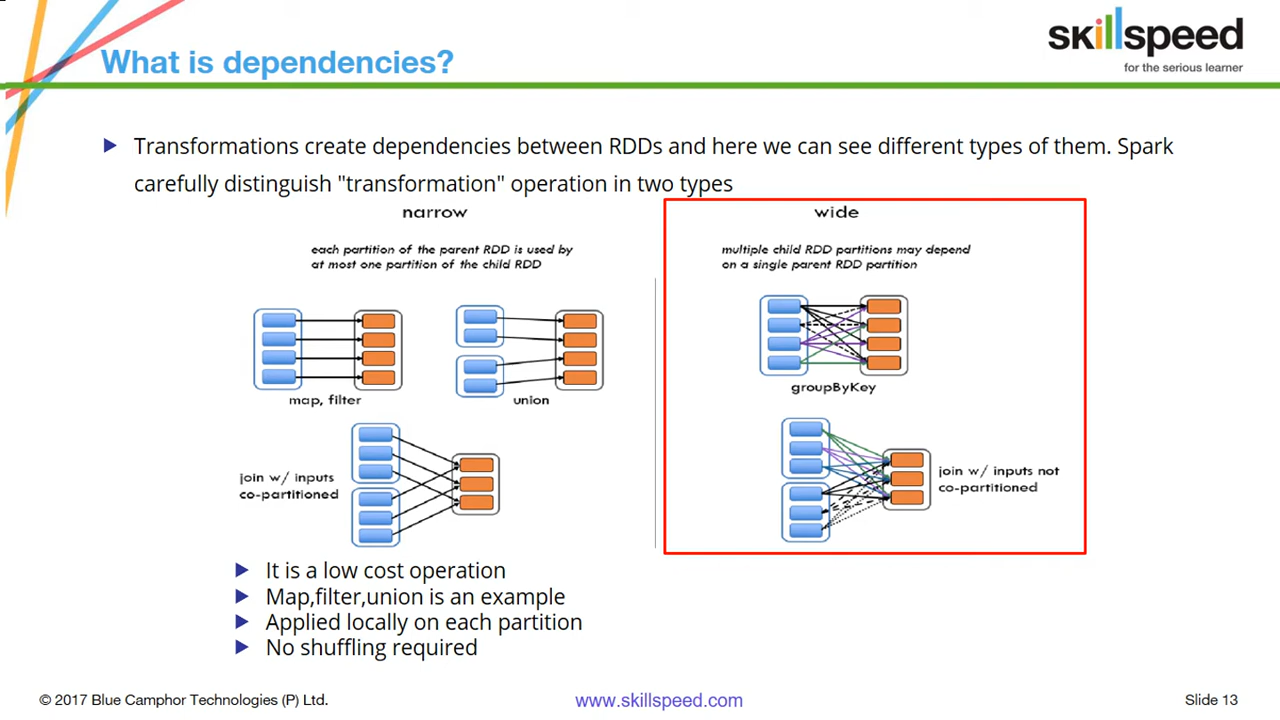 What is dependencies?
skillspeed
for the serious learner
Transformations create dependencies between RDDs and here we can see different types of them. Spark
carefully distinguish "transformation" operation in two types
narrow
each partition of the parent RDD is used by
at most one partition of the child RDD
map, filter
union
join w/ inputs
co-partitioned
wide
multiple child RDD partitions may depend
on a single parent RDD partition
groupByKey
join w/ inputs not
co-partitioned
It is a low cost operation
Map,filter,union is an example
Applied locally on each partition
No shuffling required
© 2017 Blue Camphor Technologies (P) Ltd.
www.skillspeed.com
Slide 13